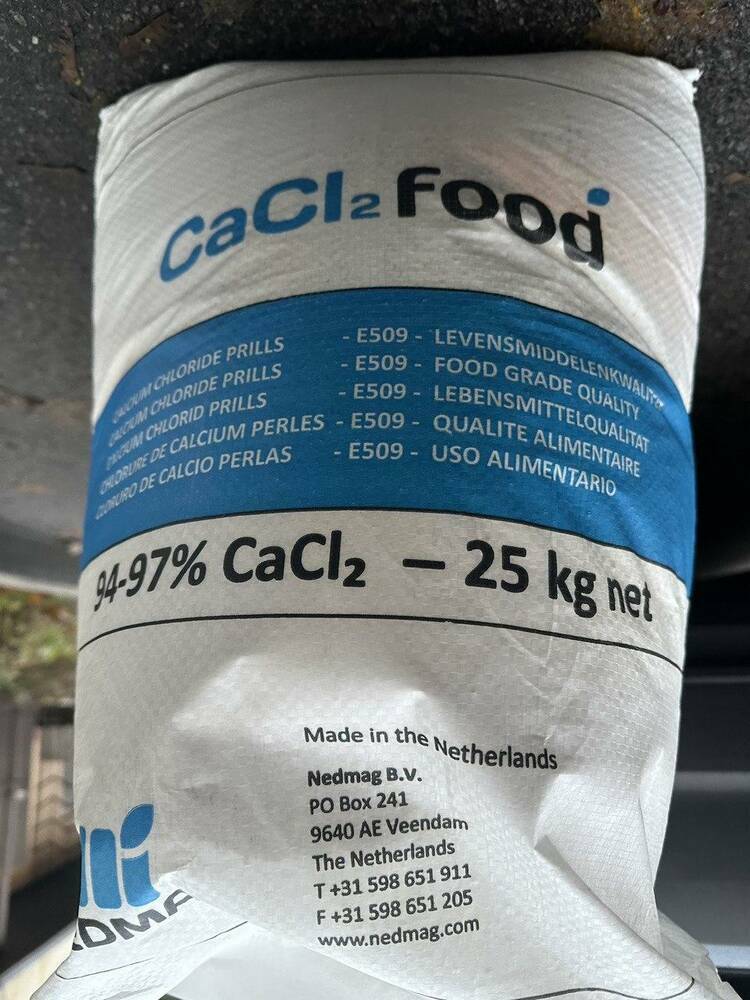 CaCl₂ Food
CALCIUM CHLORIDE PRILLS - E509 - LEVENSMIDDELENKWALITEIT
CALCIUM CHLORIDE PRILLS - E509 - FOOD GRADE QUALITY
CALCIUM CHLORID PRILLS - E509 - LEBENSMITTELQUALITAT
CHLORURE DE CALCIUM PERLES - E509 - QUALITE ALIMENTAIRE
CLORURO DE CALCIO PERLAS - E509 - USO ALIMENTARIO
94-97% CaCl₂ – 25 kg net
Made in the Netherlands
Nedmag B.V.
PO Box 241
9640 AE Veendam
The Netherlands
T +31 598 651 911
F +31 598 651 205
www.nedmag.com